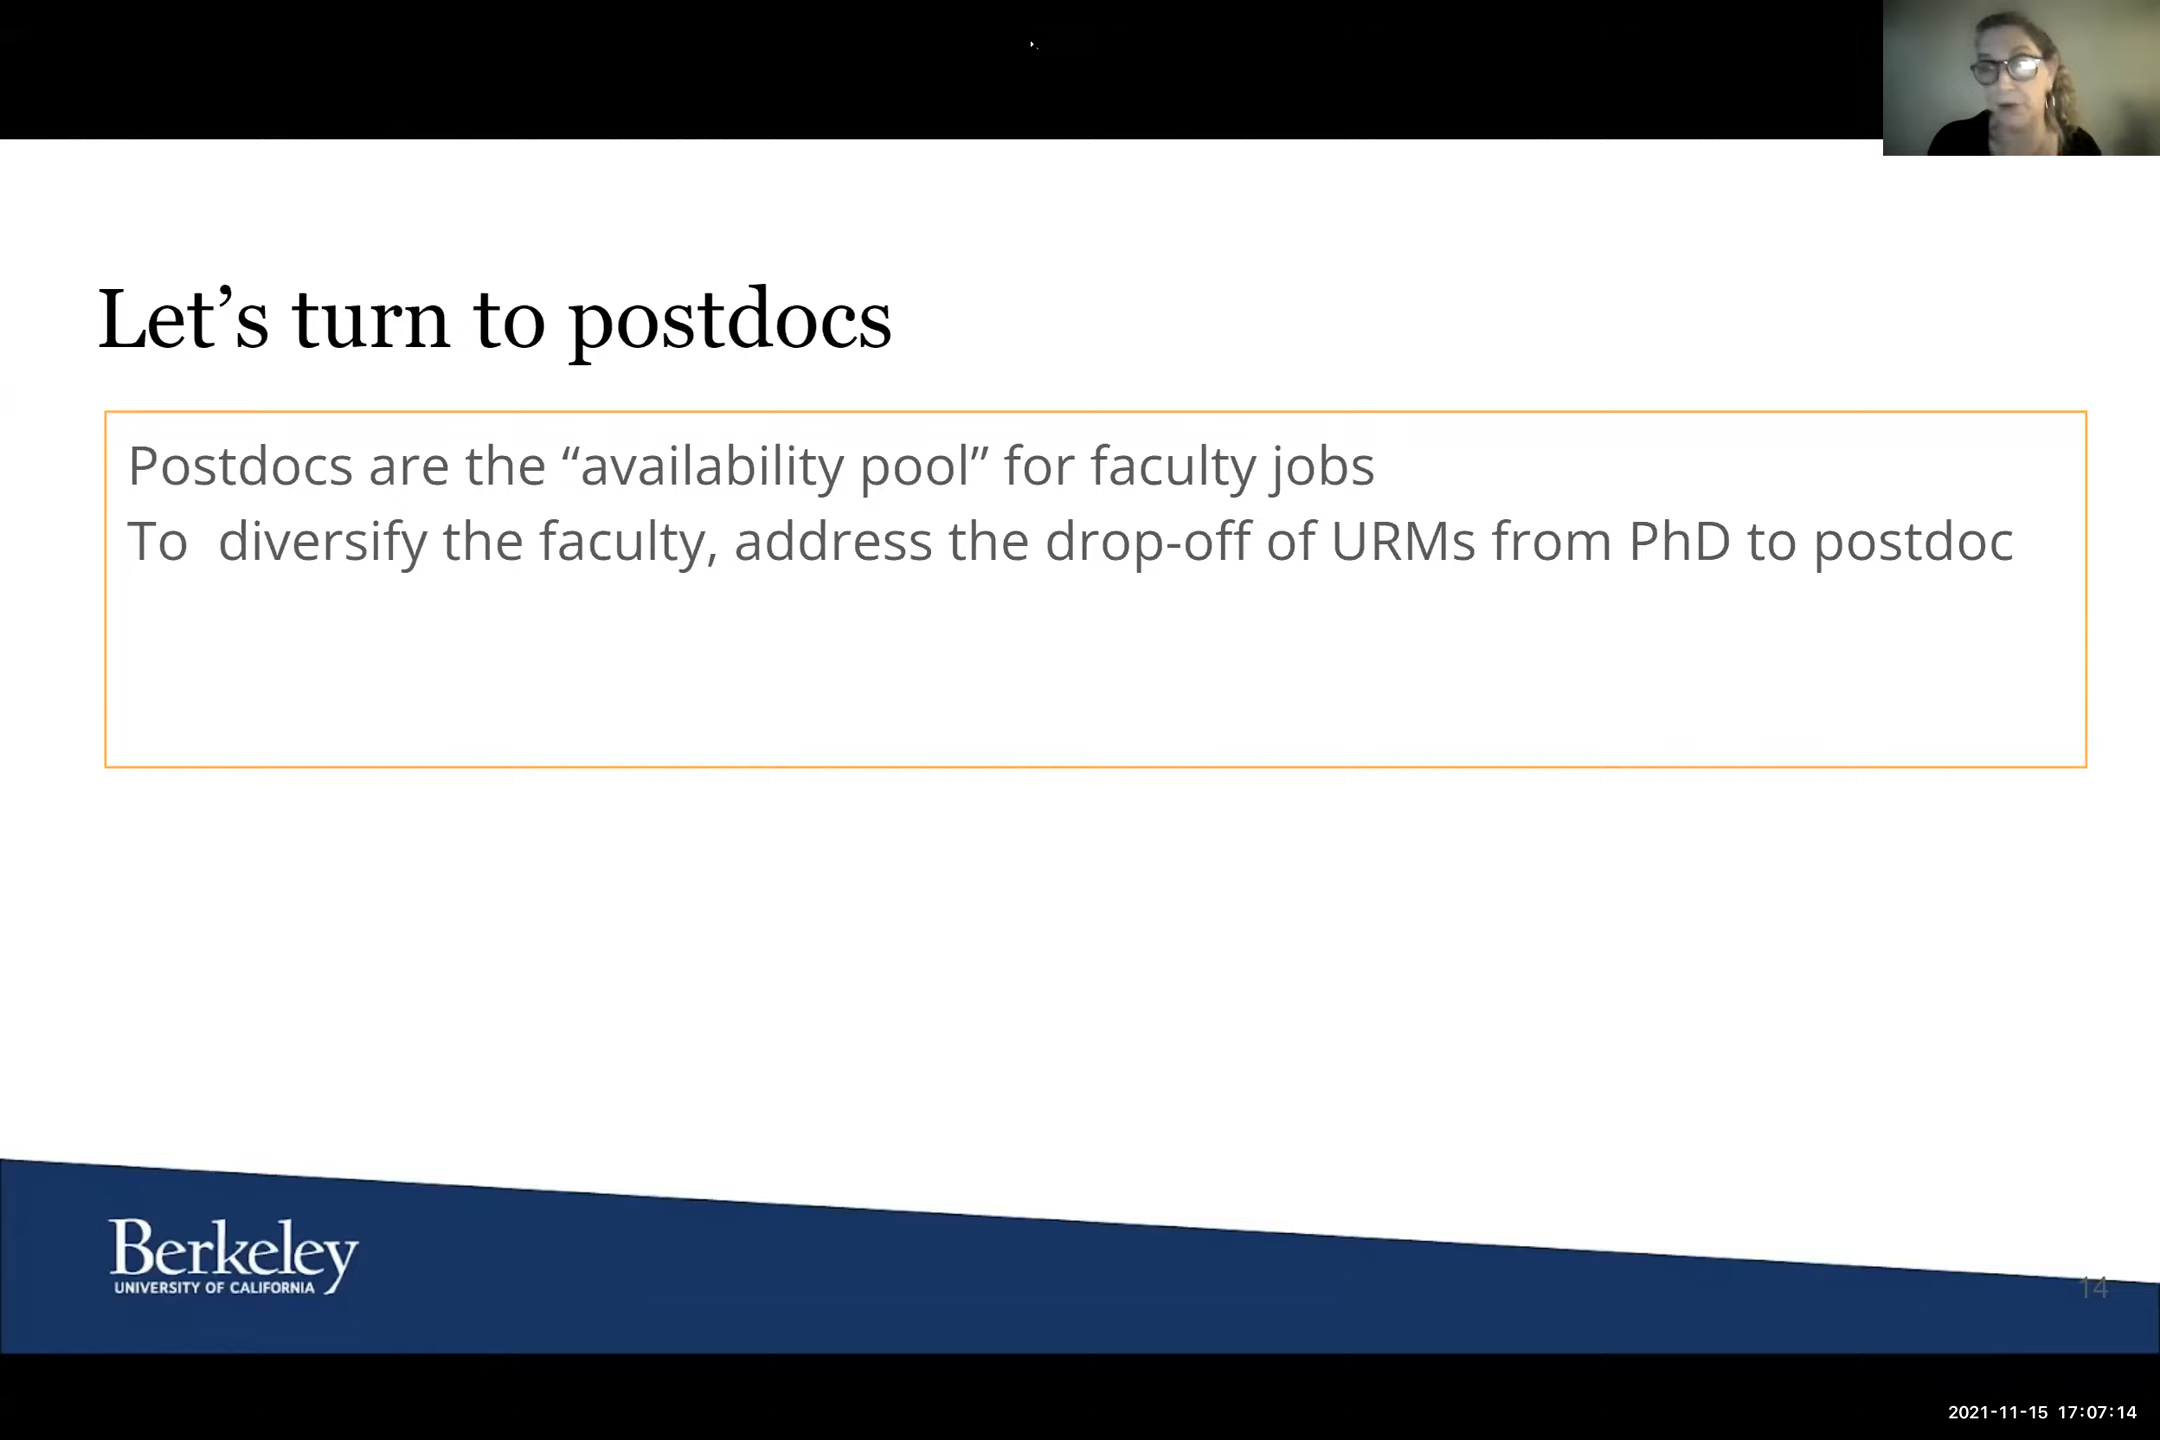 Let’s turn to postdocs
Postdocs are the “availability pool” for faculty jobs
To  diversify the faculty, address the drop-off of URMs from PhD to postdoc
Berkeley
UNIVERSITY OF CALIFORNIA
14
2021-11-15 17:07:14